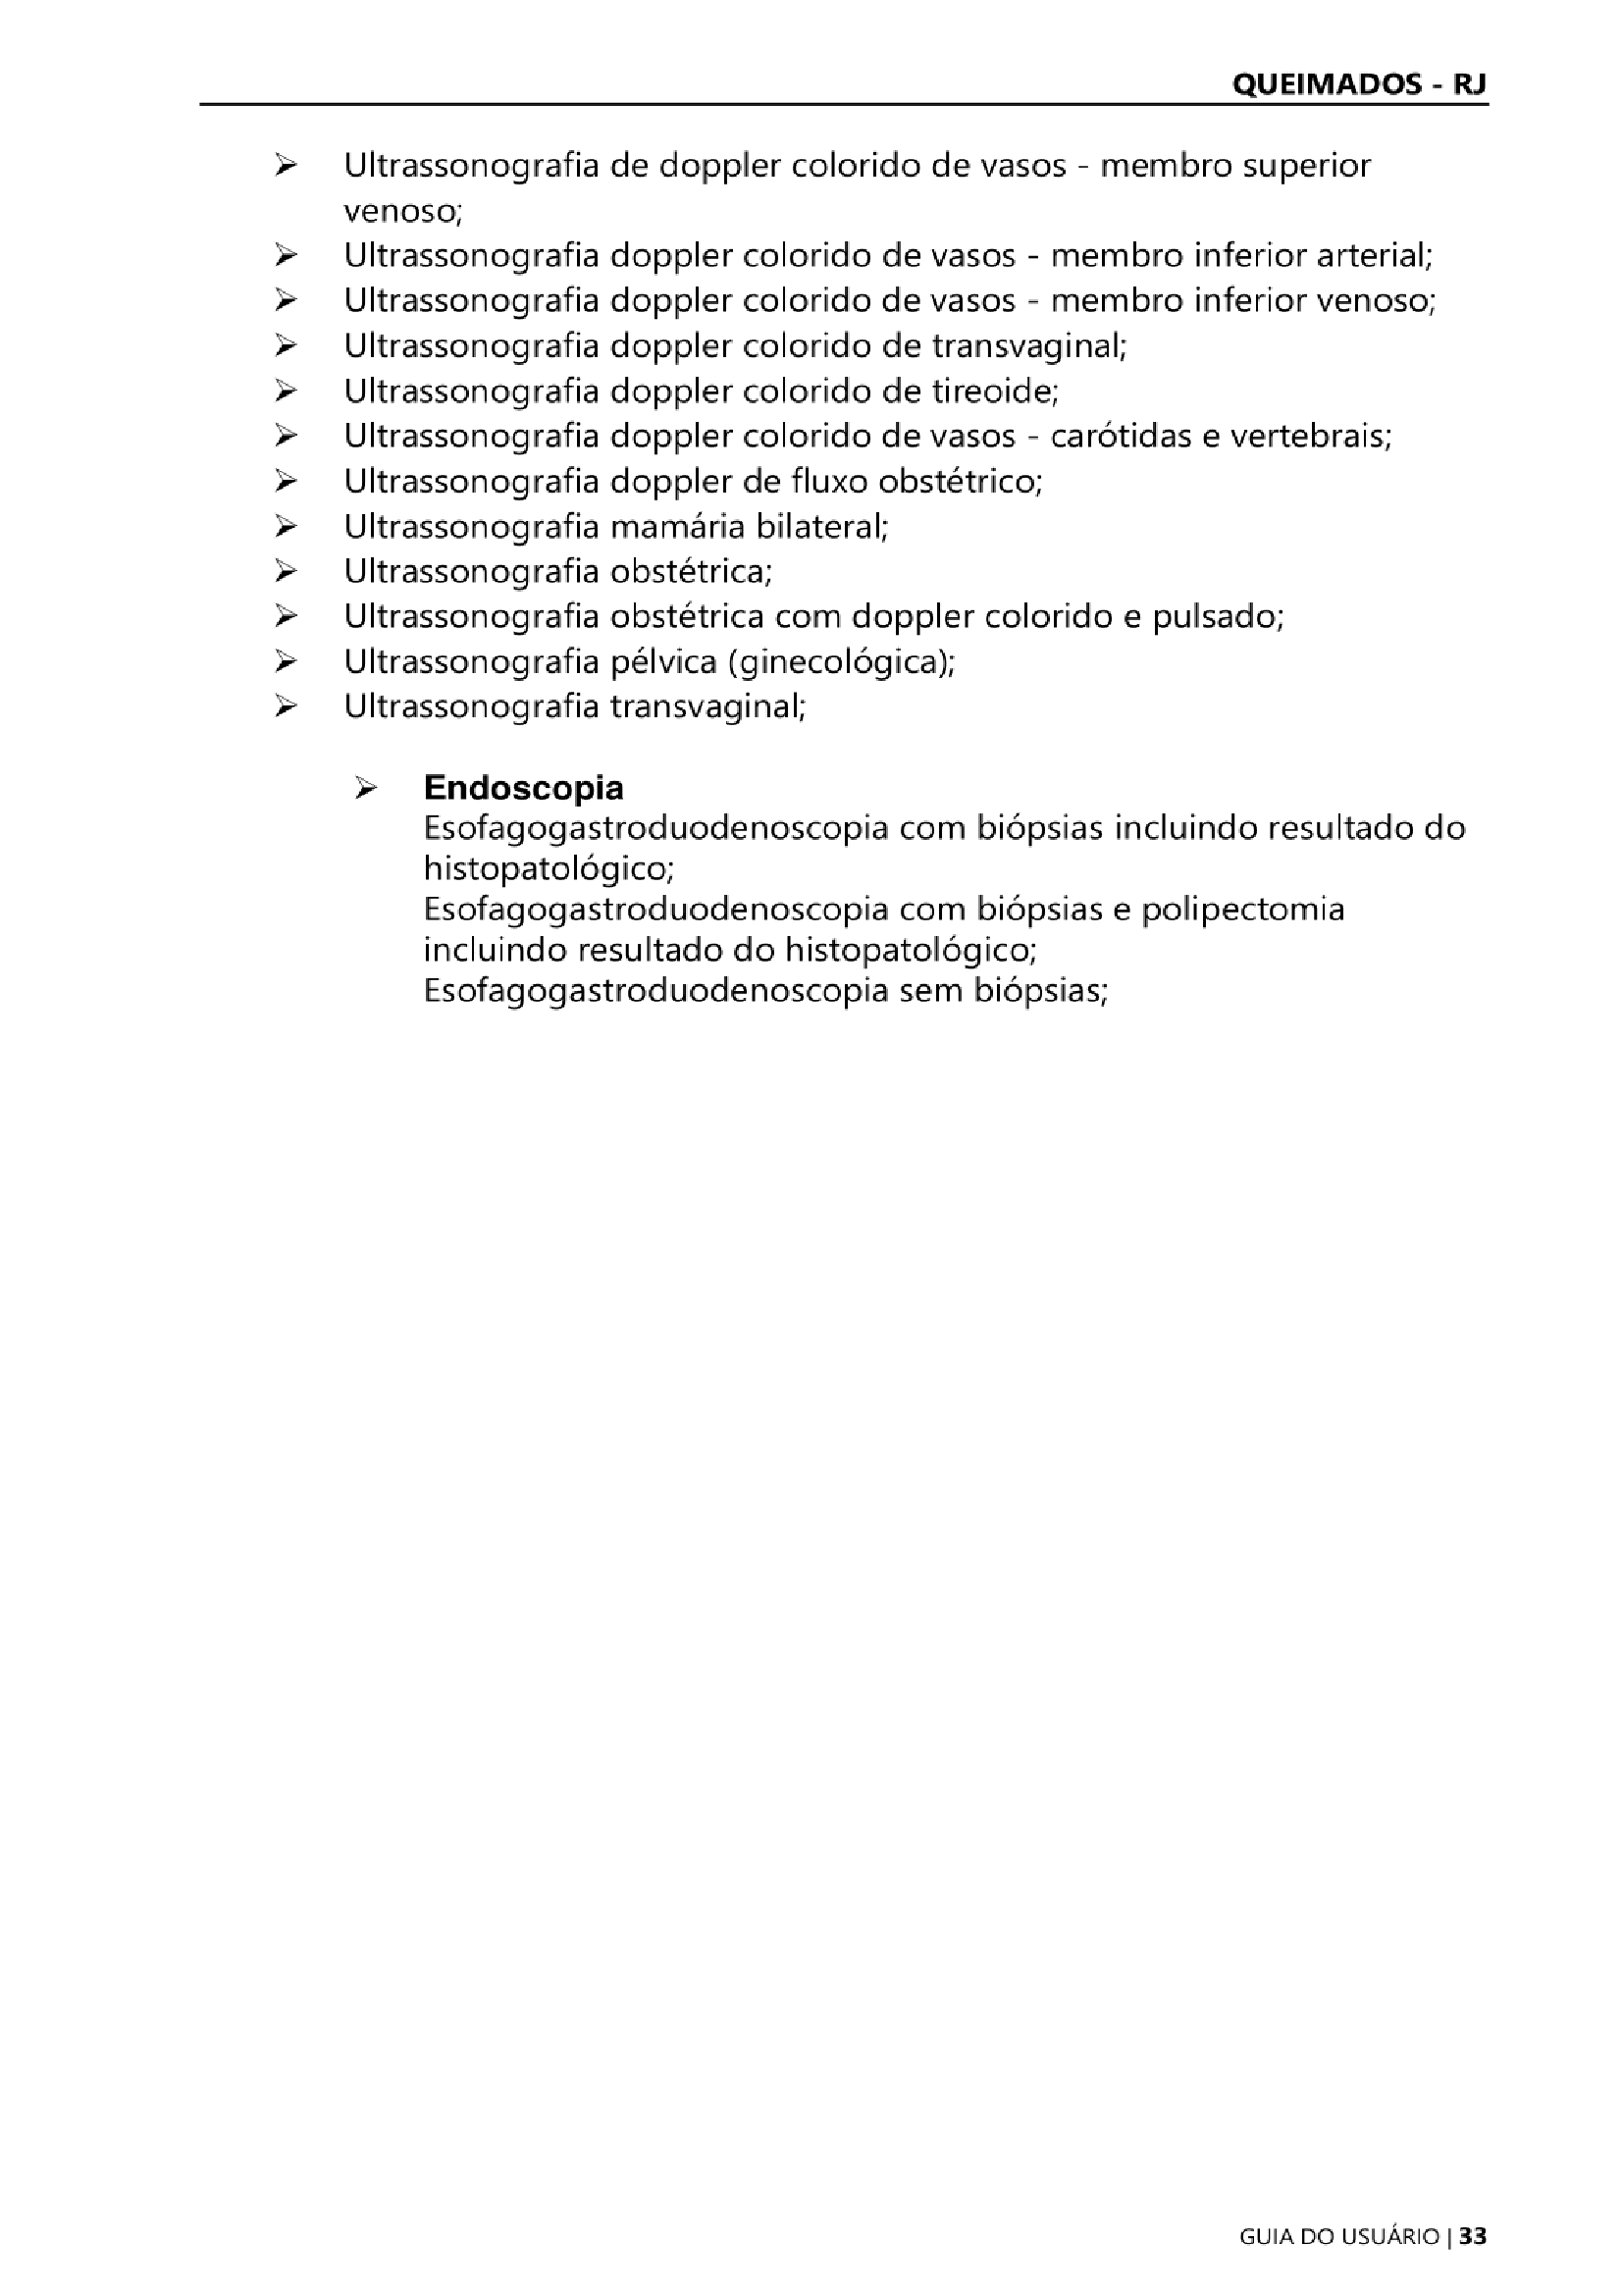 QUEIMADOS - RJ
➢ Ultrassonografia de doppler colorido de vasos - membro superior
venoso;
➢ Ultrassonografia doppler colorido de vasos - membro inferior arterial;
➢ Ultrassonografia doppler colorido de vasos - membro inferior venoso;
➢ Ultrassonografia doppler colorido de transvaginal;
➢ Ultrassonografia doppler colorido de tireoide;
➢ Ultrassonografia doppler colorido de vasos - carótidas e vertebrais;
➢ Ultrassonografia doppler de fluxo obstétrico;
➢ Ultrassonografia mamária bilateral;
➢ Ultrassonografia obstétrica;
➢ Ultrassonografia obstétrica com doppler colorido e pulsado;
➢ Ultrassonografia pélvica (ginecológica);
➢ Ultrassonografia transvaginal;
➢ Endoscopia
Esofagogastroduodenoscopia com biópsias incluindo resultado do
histopatológico;
Esofagogastroduodenoscopia com biópsias e polipectomia
incluindo resultado do histopatológico;
Esofagogastroduodenoscopia sem biópsias;
GUIA DO USUÁRIO | 33